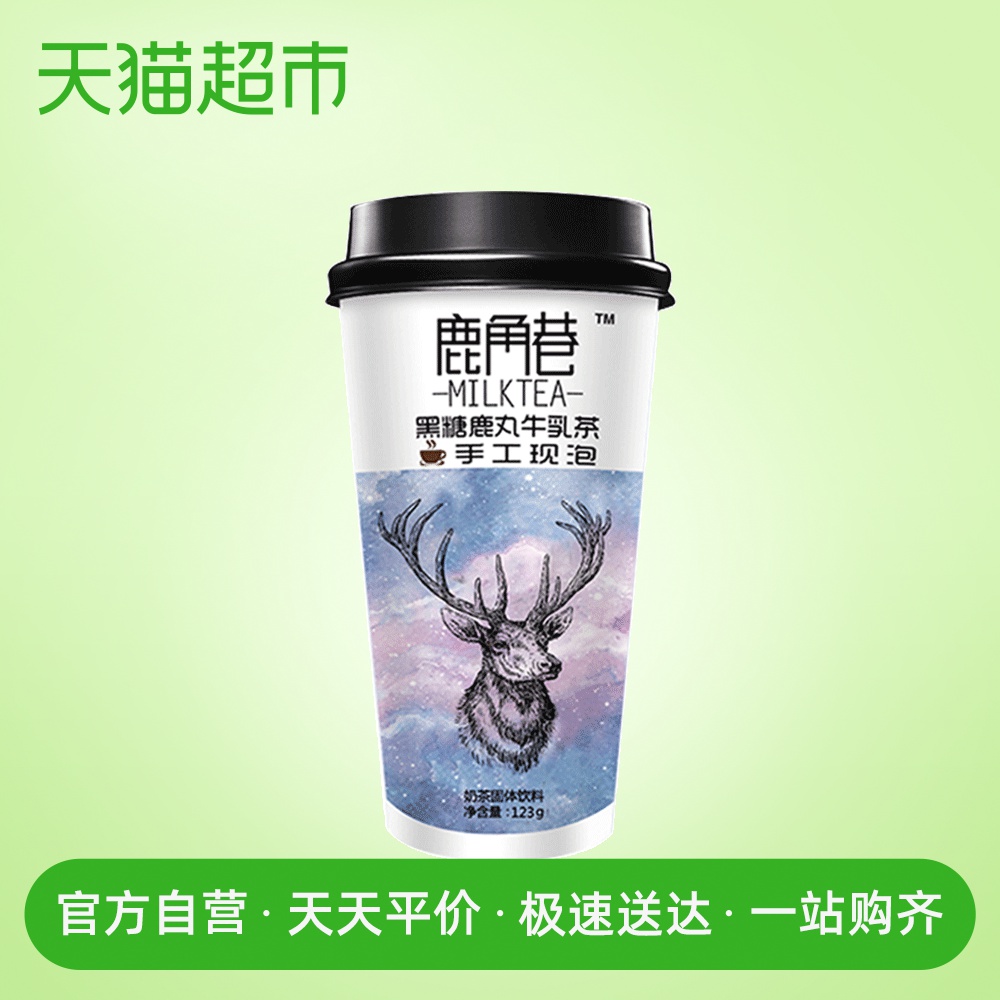 天猫超市
鹿角巷 TM
-MILKTEA-
黑糖鹿丸牛乳茶
手工现泡
奶茶固体饮料
净含量:123g
官方自营·天天平价·极速送达·一站购齐